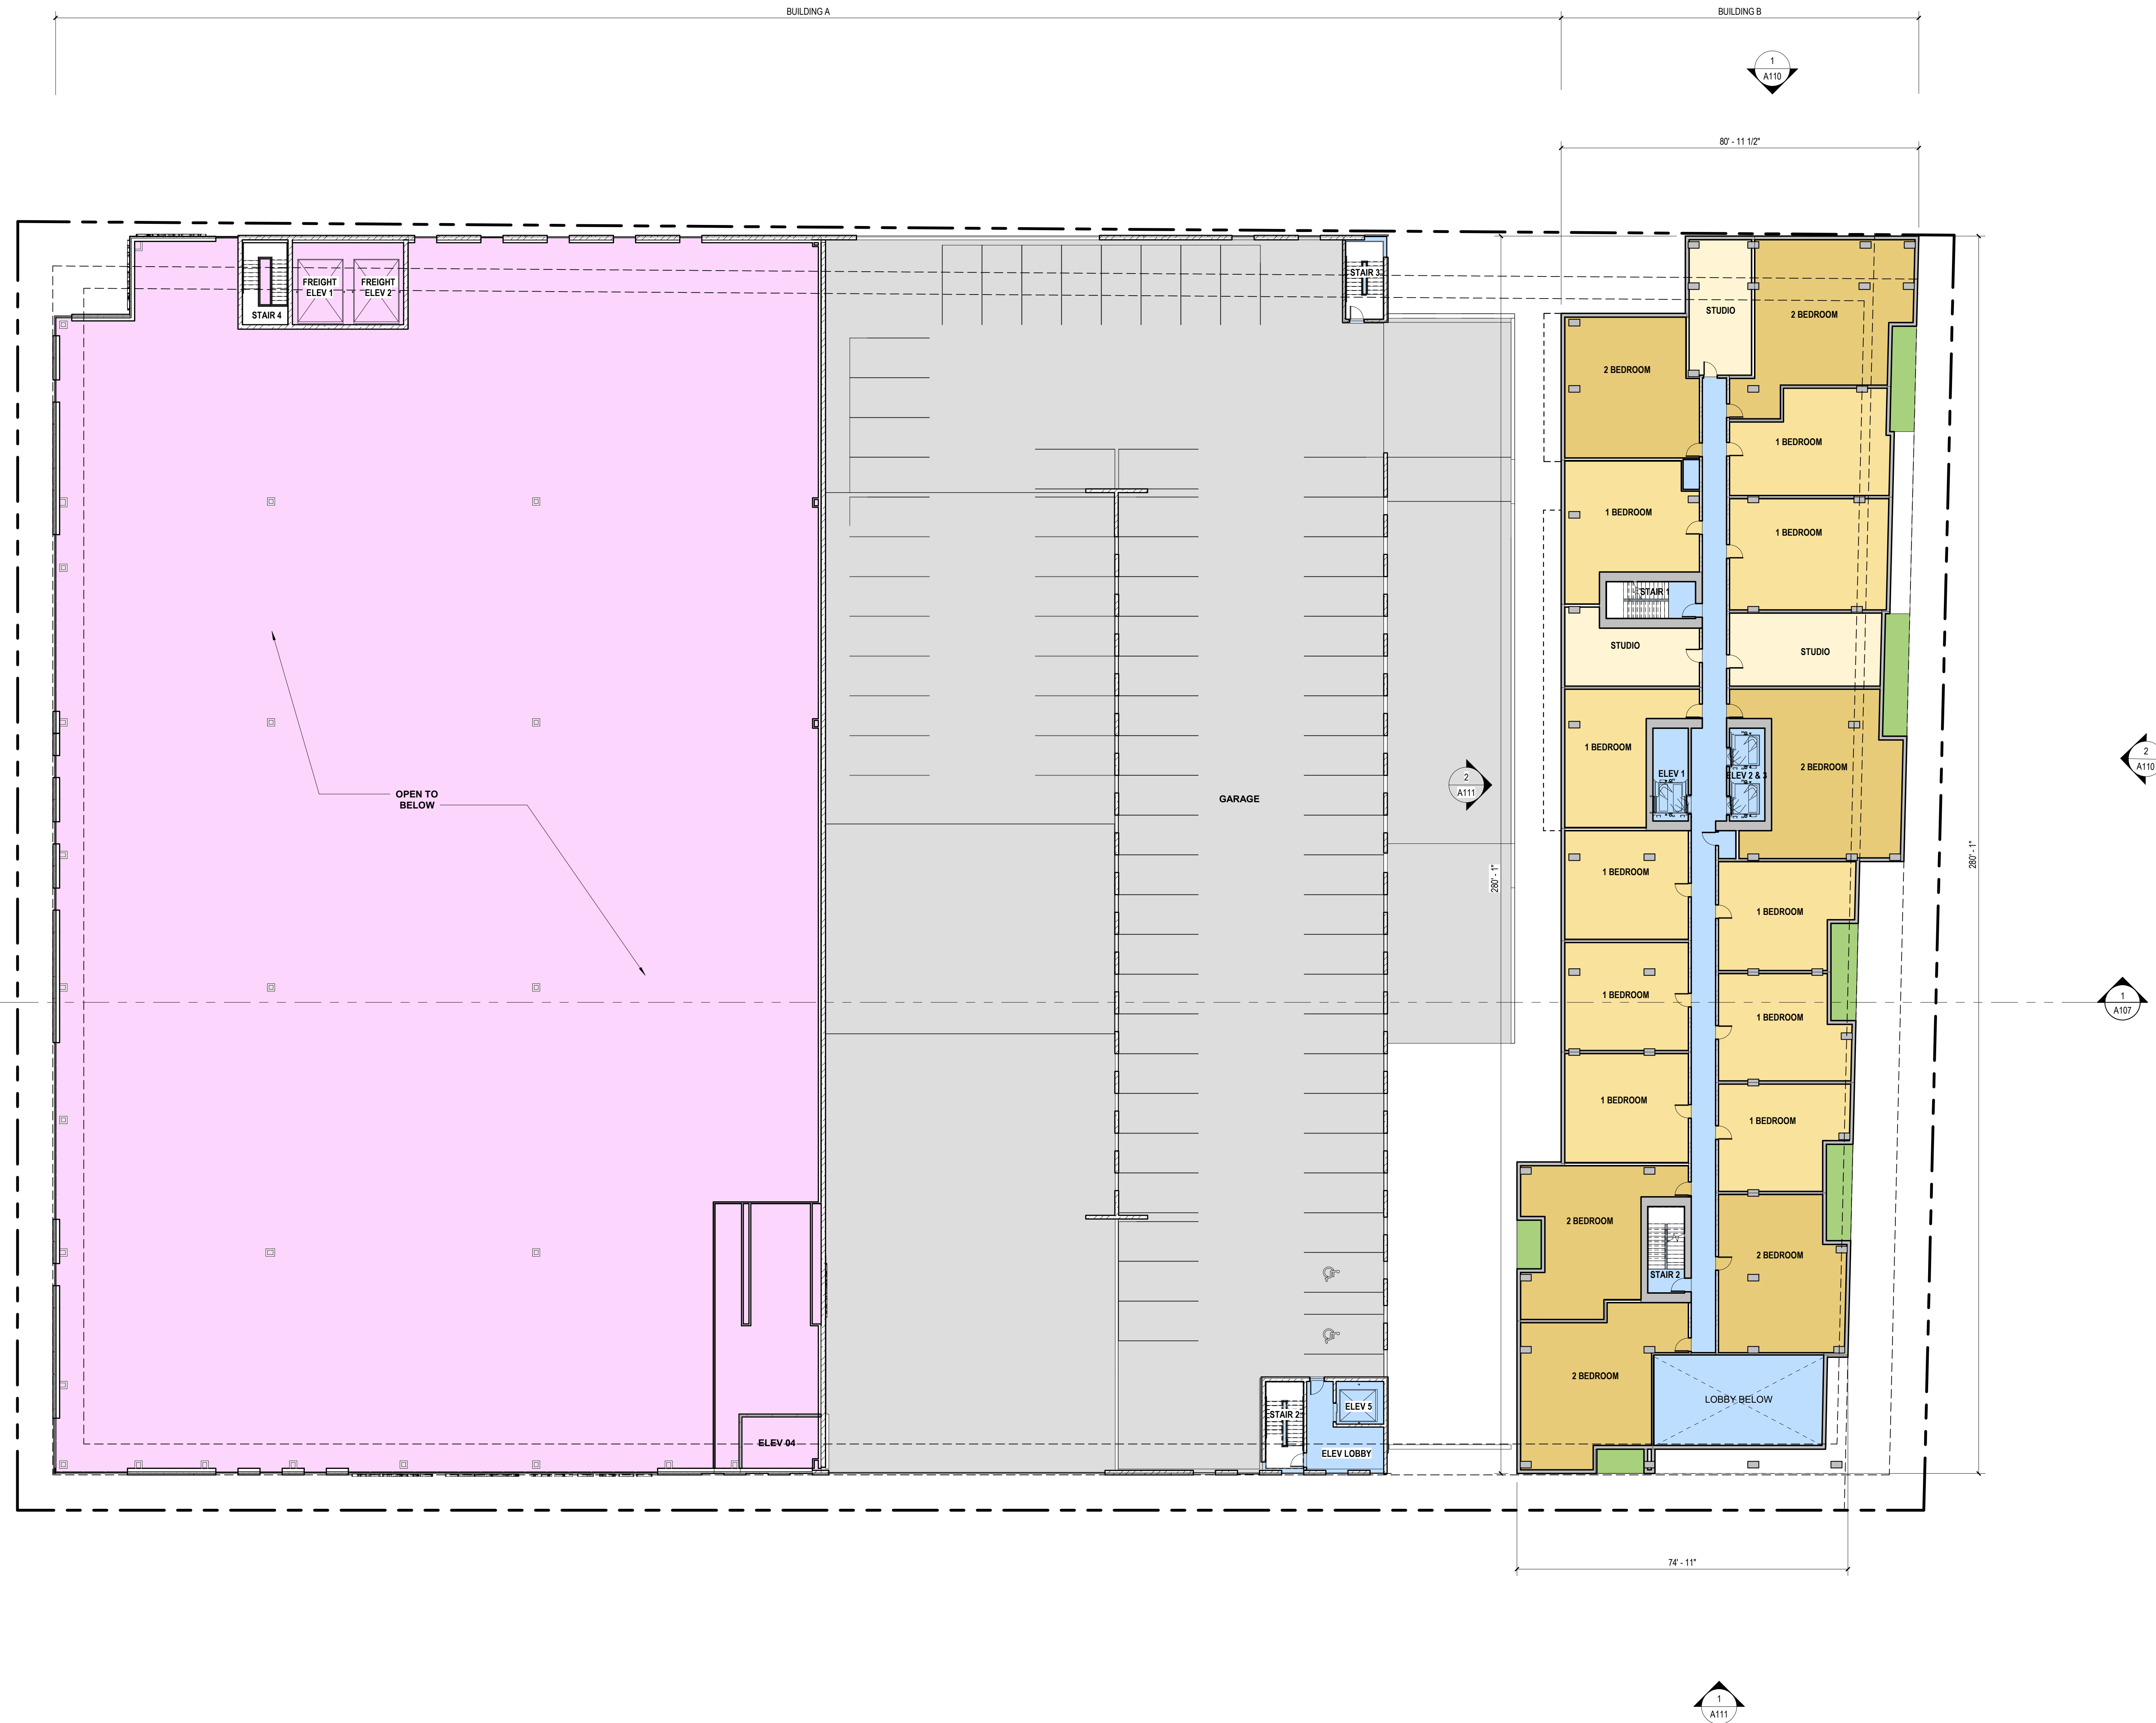 BUILDING A
BUILDING B
1
A110
80' - 11 1/2"
STAIR 4
FREIGHT
ELEV 1
FREIGHT
ELEV 2
STAIR 3
STUDIO
2 BEDROOM
2 BEDROOM
1 BEDROOM
1 BEDROOM
1 BEDROOM
STAIR 1
STUDIO
STUDIO
1 BEDROOM
ELEV 1
ELEV 2 & 3
2 BEDROOM
2
A110
2
A111
OPEN TO
BELOW
GARAGE
280' - 1"
280' - 1"
1 BEDROOM
1 BEDROOM
1 BEDROOM
1 BEDROOM
1
A107
1 BEDROOM
1 BEDROOM
2 BEDROOM
2 BEDROOM
STAIR 2
2 BEDROOM
LOBBY BELOW
STAIR 2
ELEV 5
ELEV LOBBY
ELEV 04
74' - 11"
1
A111